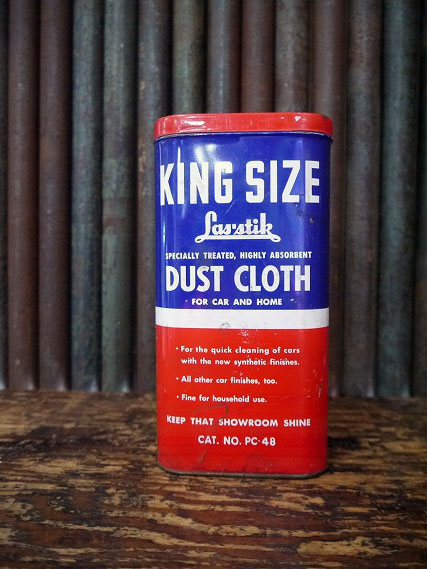 KING SIZE
Las-stik
SPECIALLY TREATED, HIGHLY ABSORBENT
DUST CLOTH
FOR CAR AND HOME
• For the quick cleaning of cars
with the new synthetic finishes.
• All other car finishes, too.
• Fine for household use.
KEEP THAT SHOWROOM SHINE
CAT. NO. PC-48